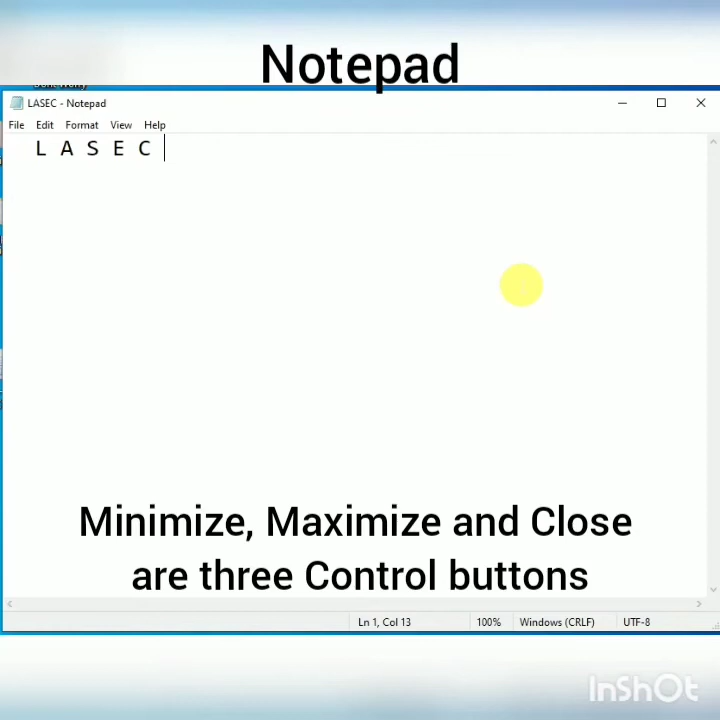 Notepad
LASEC - Notepad
File Edit Format View Help
L A S E C
Minimize, Maximize and Close
are three Control buttons
Ln 1, Col 13 100% Windows (CRLF) UTF-8
InShOt